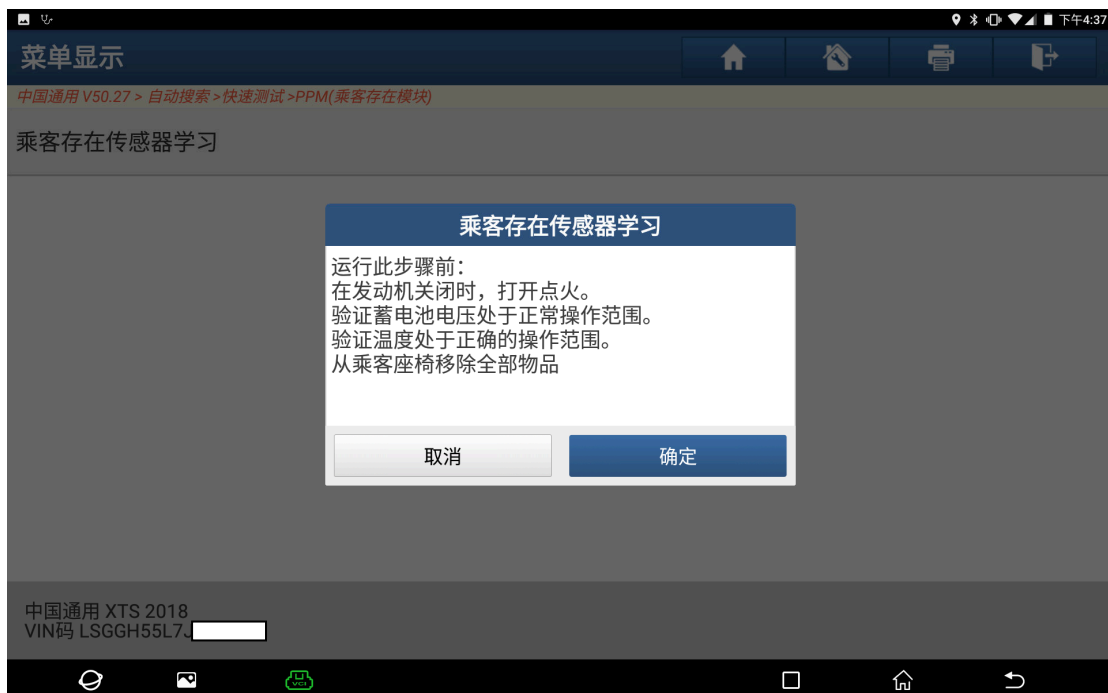 下午4:37
菜单显示
中国通用 V50.27 > 自动搜索 >快速测试 >PPM(乘客存在模块)
乘客存在传感器学习
乘客存在传感器学习
运行此步骤前：
在发动机关闭时，打开点火。
验证蓄电池电压处于正常操作范围。
验证温度处于正确的操作范围。
从乘客座椅移除全部物品
取消
确定
中国通用 XTS 2018
VIN码 LSGGH55L7J
VCI